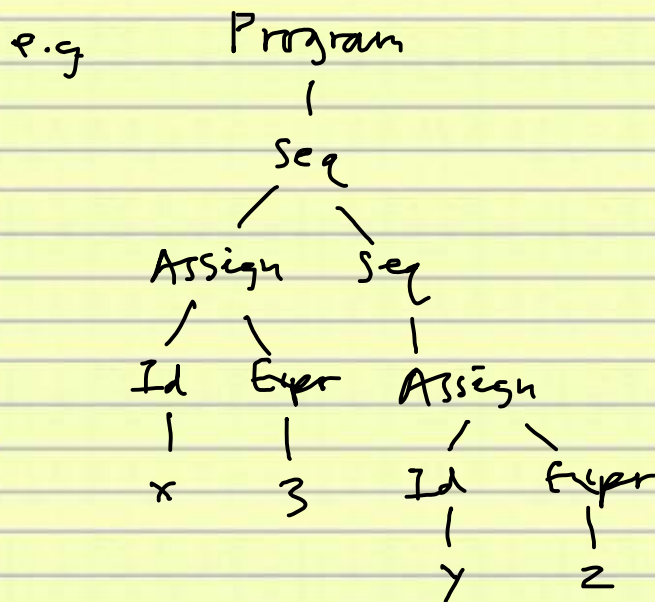 e.g Program
Seq
Assign Seq
Id Expr Assign
x 3 Id Expr
y 2